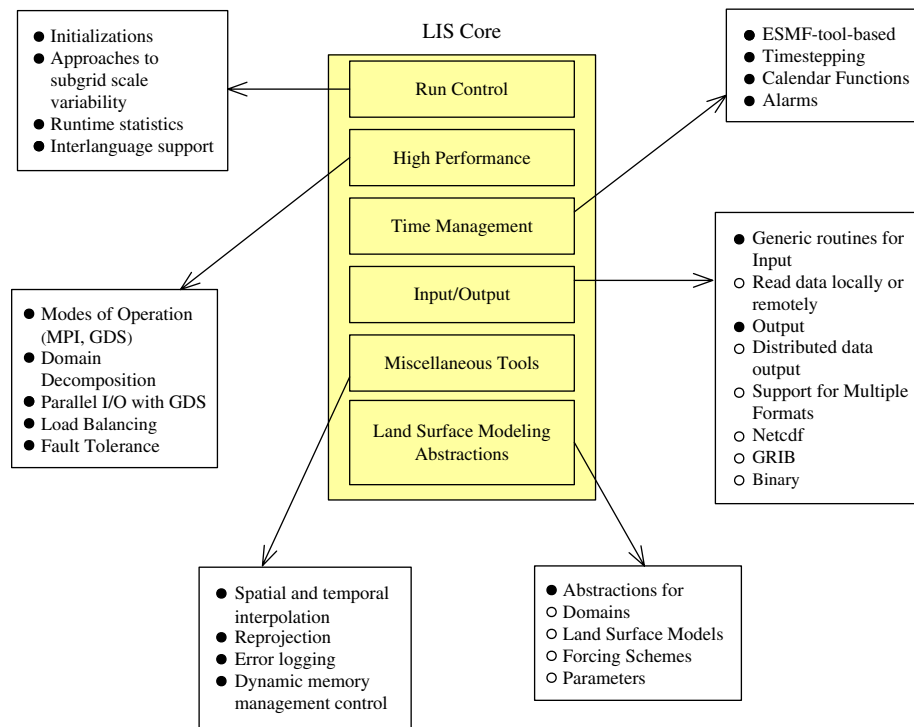 LIS Core
Run Control
High Performance
Time Management
Input/Output
Miscellaneous Tools
Land Surface Modeling
Abstractions
● Initializations
● Approaches to
subgrid scale
variability
● Runtime statistics
● Interlanguage support
● ESMF-tool-based
● Timestepping
● Calendar Functions
● Alarms
● Modes of Operation
(MPI, GDS)
● Domain
Decomposition
● Parallel I/O with GDS
● Load Balancing
● Fault Tolerance
● Generic routines for
Input
○ Read data locally or
remotely
● Output
○ Distributed data
output
○ Support for Multiple
Formats
○ Netcdf
○ GRIB
○ Binary
● Spatial and temporal
interpolation
● Reprojection
● Error logging
● Dynamic memory
management control
● Abstractions for
○ Domains
○ Land Surface Models
○ Forcing Schemes
○ Parameters